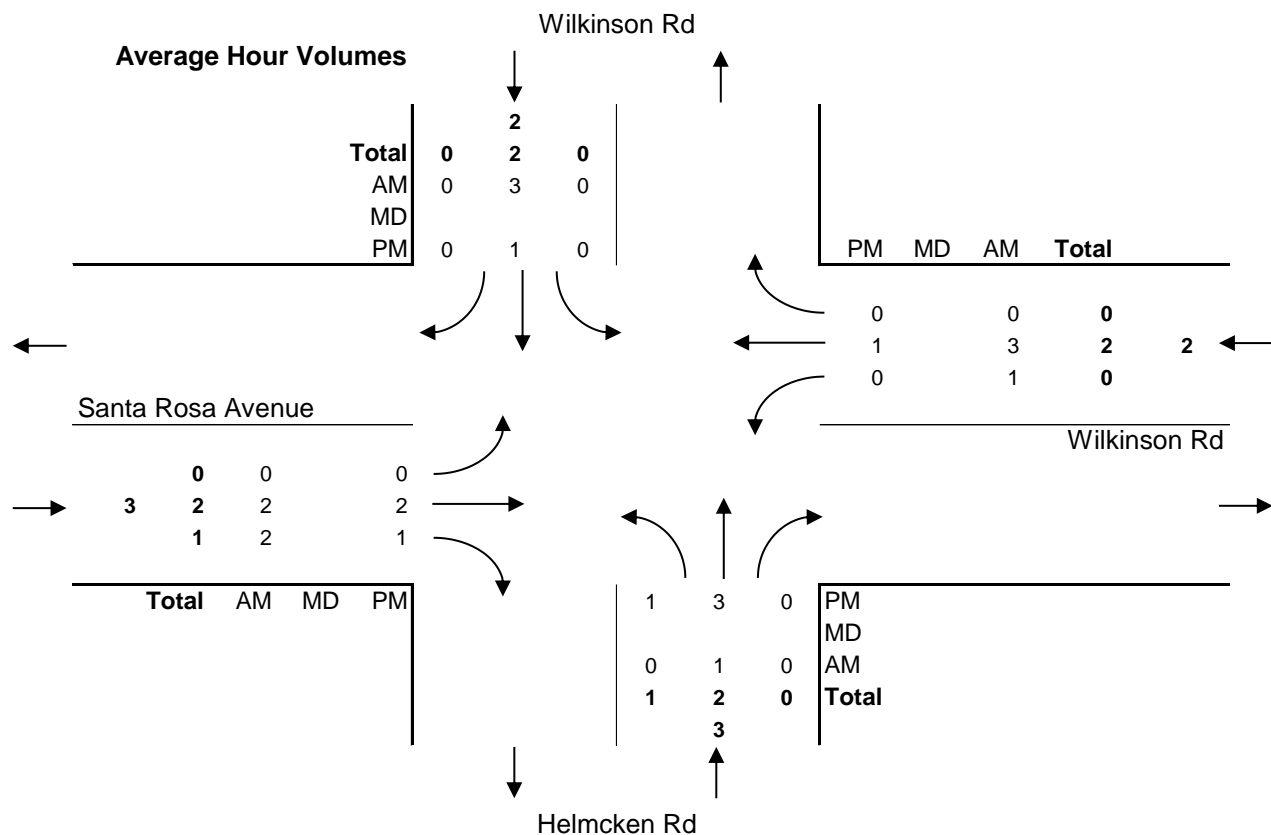 Wilkinson Rd
Average Hour Volumes
2
Total 0 2 0
AM 0 3 0
MD
PM 0 1 0
PM MD AM Total
0 0 0
1 3 2 2
0 1 0
Santa Rosa Avenue
Wilkinson Rd
0 0 0
3 2 2 2
1 2 1
Total AM MD PM
1 3 0 PM
MD
0 1 0 AM
1 2 0 Total
3
Helmcken Rd